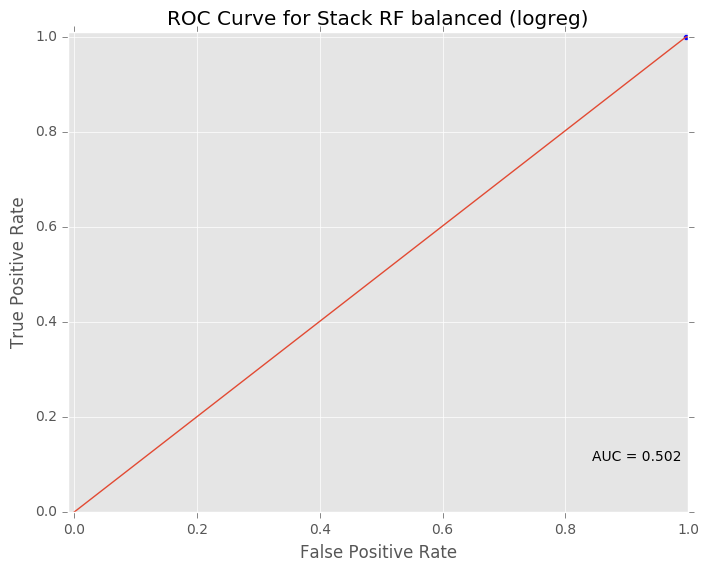 ROC Curve for Stack RF balanced (logreg)
1.0
0.8
0.6
0.4
0.2
0.0
True Positive Rate
AUC = 0.502
0.0 0.2 0.4 0.6 0.8 1.0
False Positive Rate